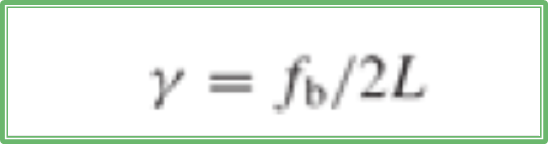 γ = f_b/2L